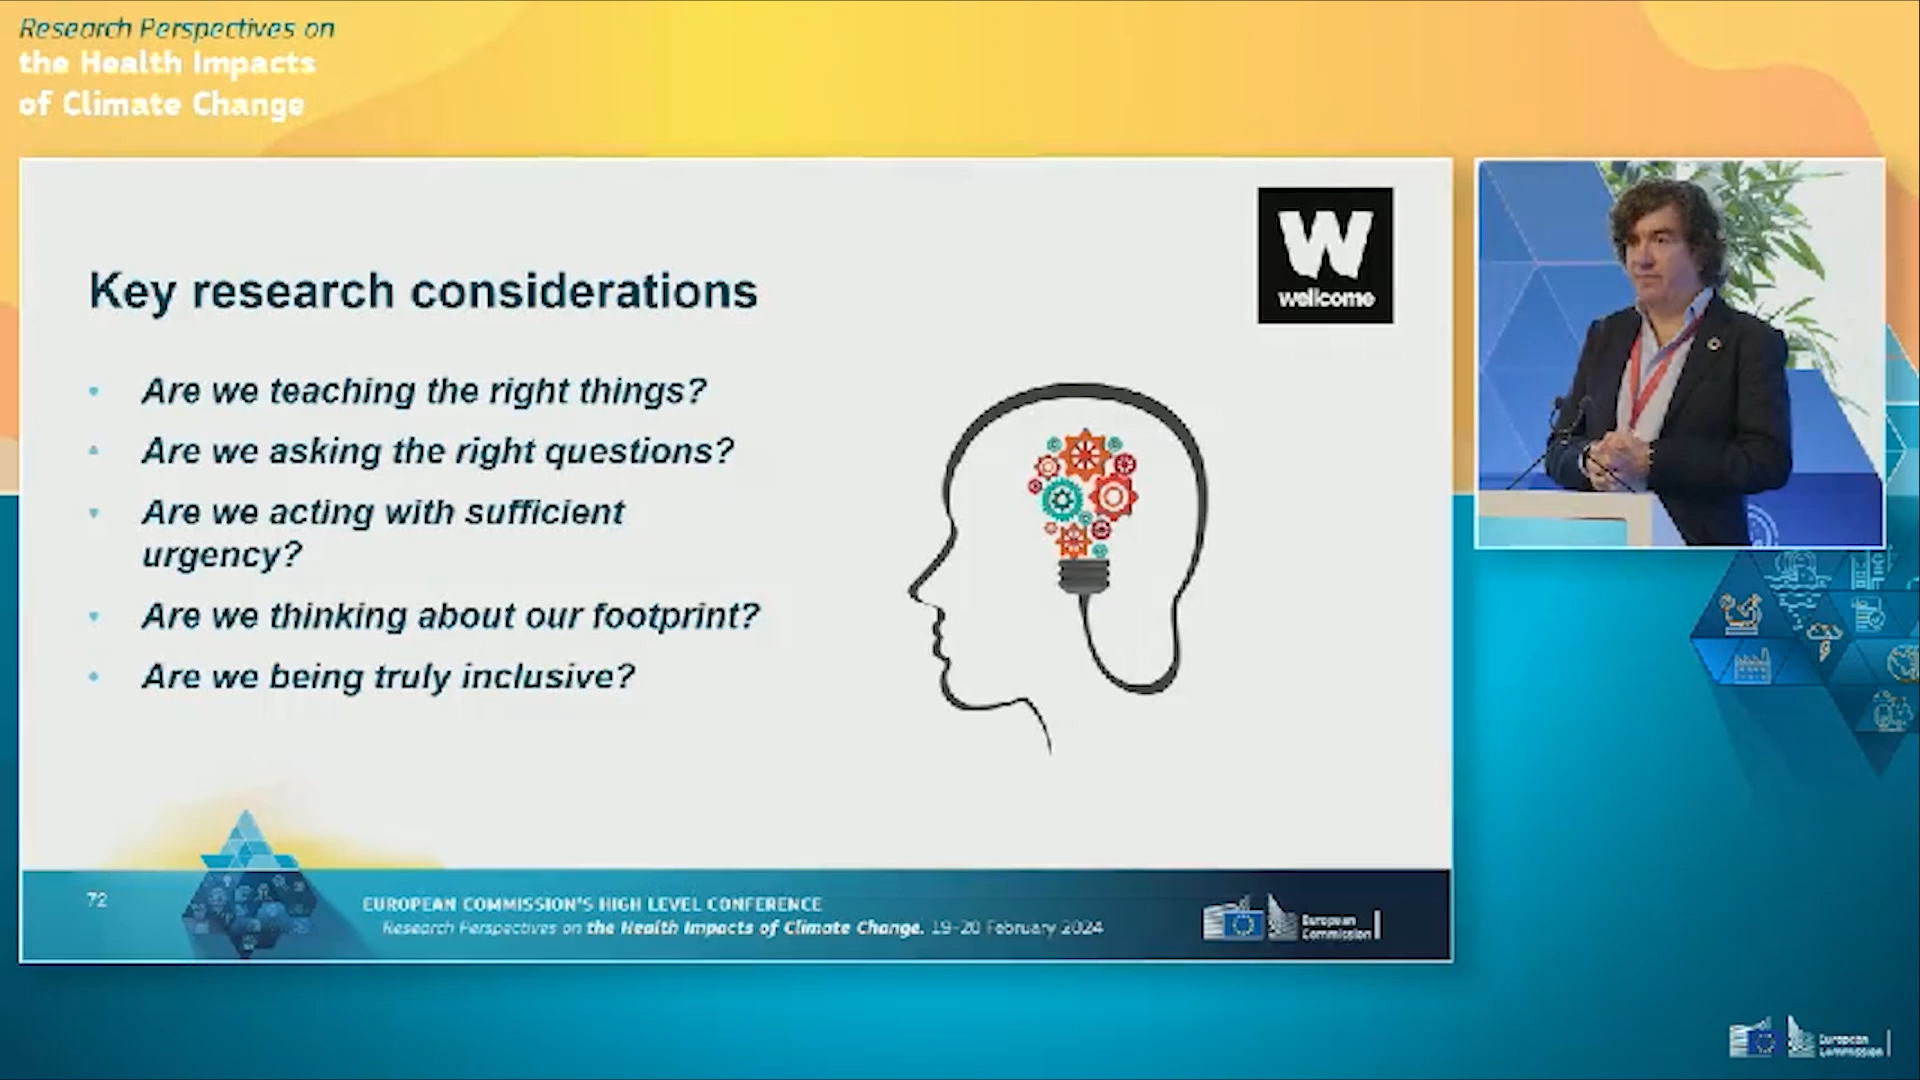 Research Perspectives on
the Health Impacts
of Climate Change
W
wellcome
Key research considerations
• Are we teaching the right things?
• Are we asking the right questions?
• Are we acting with sufficient
urgency?
• Are we thinking about our footprint?
• Are we being truly inclusive?
72
EUROPEAN COMMISSION'S HIGH LEVEL CONFERENCE
Research Perspectives on the Health Impacts of Climate Change. 19-20 February 2024
European
Commission
European
Commission